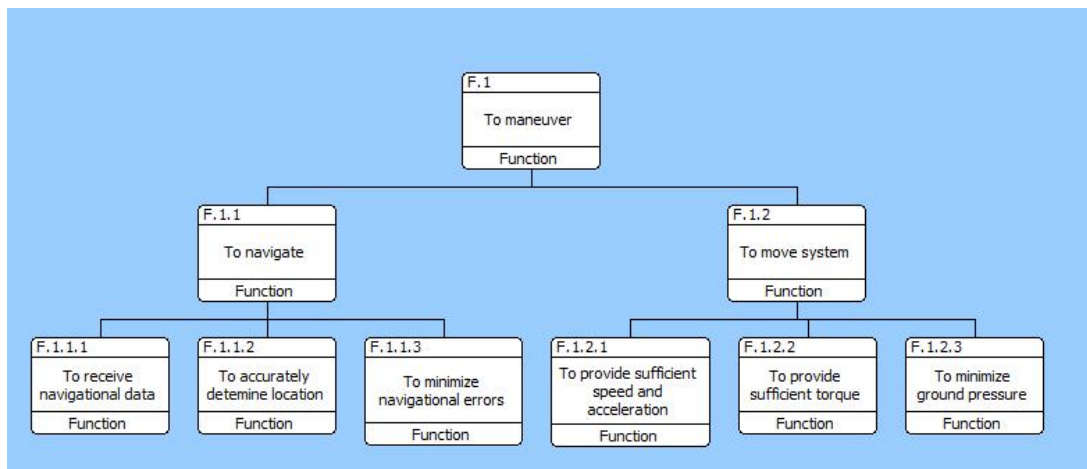 F.1
To maneuver
Function
F.1.1
To navigate
Function
F.1.2
To move system
Function
F.1.1.1
To receive
navigational data
Function
F.1.1.2
To accurately
detemine location
Function
F.1.1.3
To minimize
navigational errors
Function
F.1.2.1
To provide sufficient
speed and
acceleration
Function
F.1.2.2
To provide
sufficient torque
Function
F.1.2.3
To minimize
ground pressure
Function